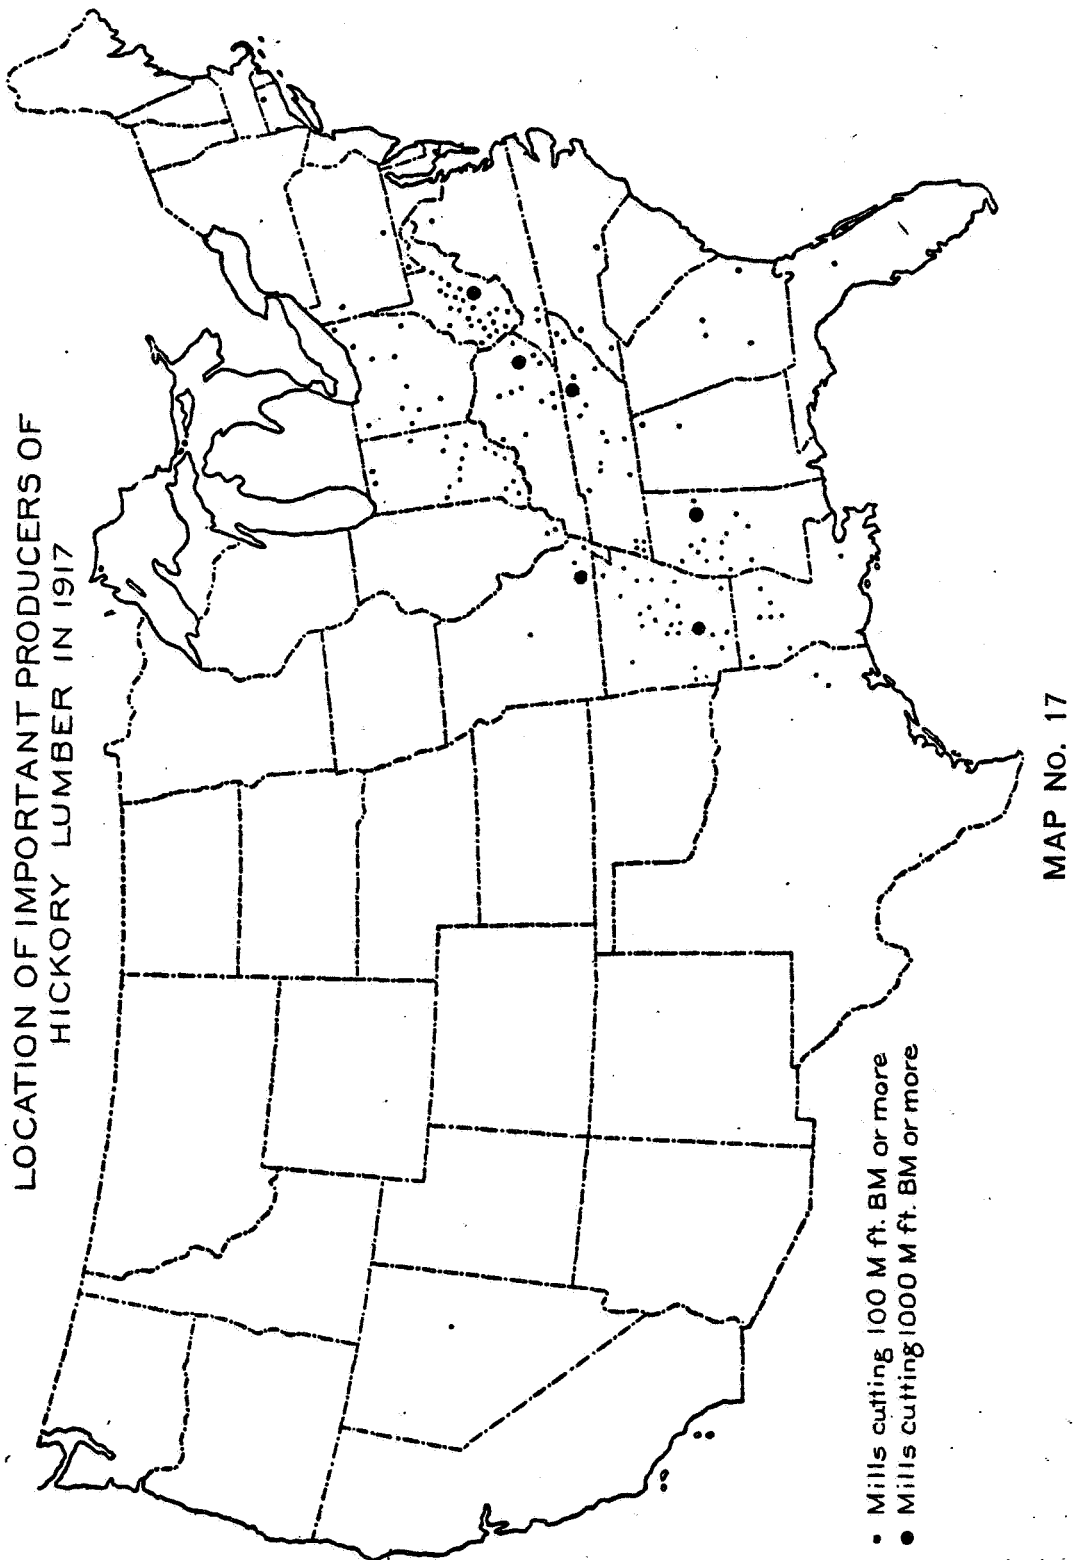 LOCATION OF IMPORTANT PRODUCERS OF
HICKORY LUMBER IN 1917
• Mills cutting 100 M ft. BM or more
● Mills cutting 1000 M ft. BM or more
MAP No. 17